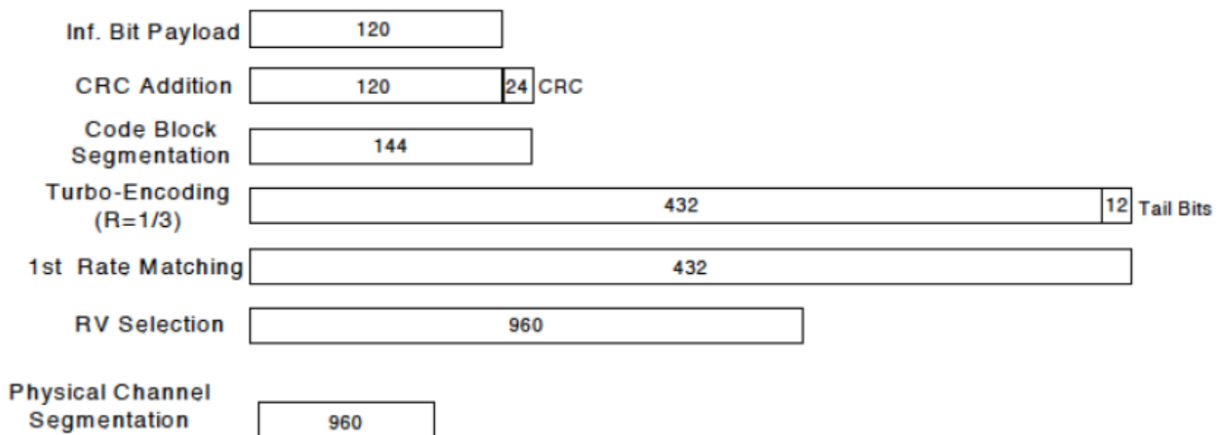 Inf. Bit Payload 120
CRC Addition 120 24 CRC
Code Block
Segmentation 144
Turbo-Encoding
(R=1/3) 432 12 Tail Bits
1st Rate Matching 432
RV Selection 960
Physical Channel
Segmentation 960